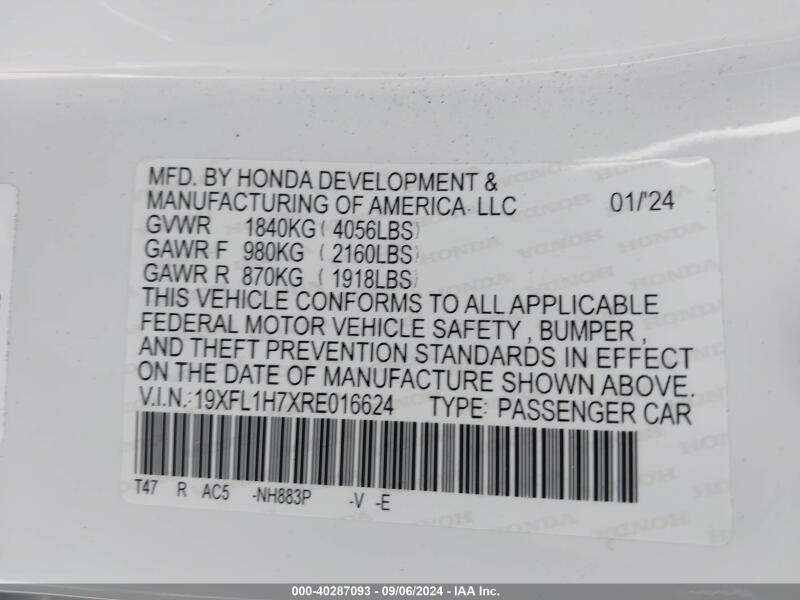 MFD. BY HONDA DEVELOPMENT &
MANUFACTURING OF AMERICA LLC 01/'24
GVWR 1840KG ( 4056LBS)
GAWR F 980KG ( 2160LBS)
GAWR R 870KG ( 1918LBS)
THIS VEHICLE CONFORMS TO ALL APPLICABLE
FEDERAL MOTOR VEHICLE SAFETY , BUMPER ,
AND THEFT PREVENTION STANDARDS IN EFFECT
ON THE DATE OF MANUFACTURE SHOWN ABOVE.
V.I.N.:19XFL1H7XRE016624 TYPE: PASSENGER CAR
T47 R AC5 -NH883P -V -E
HONDA
000-40287093 - 09/06/2024 - IAA Inc.